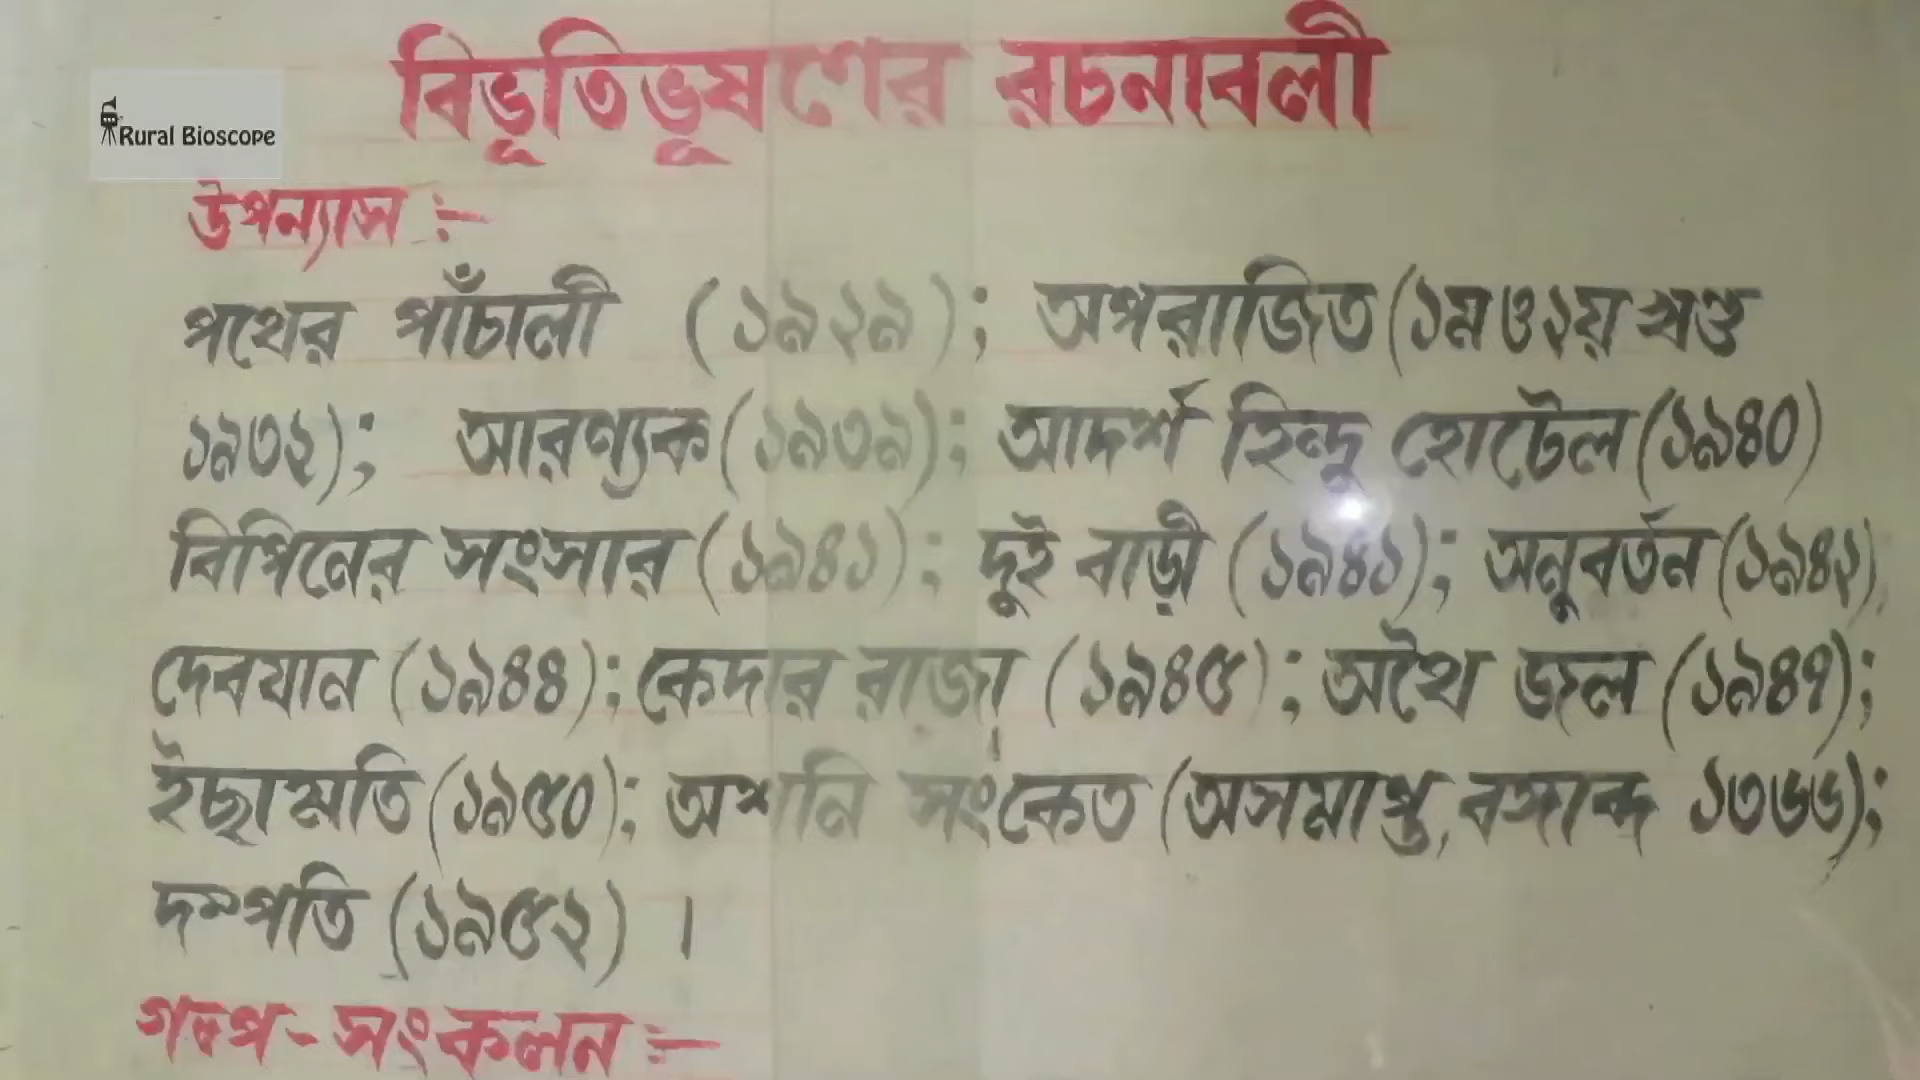 বিভূতিভূষণের রচনাবলী
Rural Bioscope
উপন্যাস :-
পথের পাঁচালী (১৯২৯); অপরাজিত (১ম ও ২য় খণ্ড
১৯৩২); আরণ্যক (১৯৩৯); আদর্শ হিন্দু হোটেল (১৯৪০)
বিপিনের সংসার (১৯৪১); দুই বাড়ী (১৯৪১); অনুবর্তন (১৯৪২),
দেবযান (১৯৪৪); কেদার রাজা (১৯৪৫); অথৈ জল (১৯৪৭);
ইছামতি (১৯৫০); অশনি সংকেত (অসমাপ্ত, বঙ্গাব্দ ১৩৬৬);
দম্পতি (১৯৫২) ।
গল্প-সংকলন :-